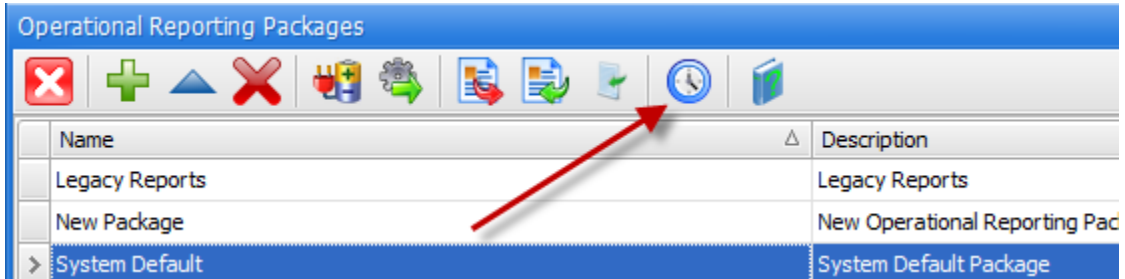 Operational Reporting Packages
Name Description
Legacy Reports Legacy Reports
New Package New Operational Reporting Pac
System Default System Default Package